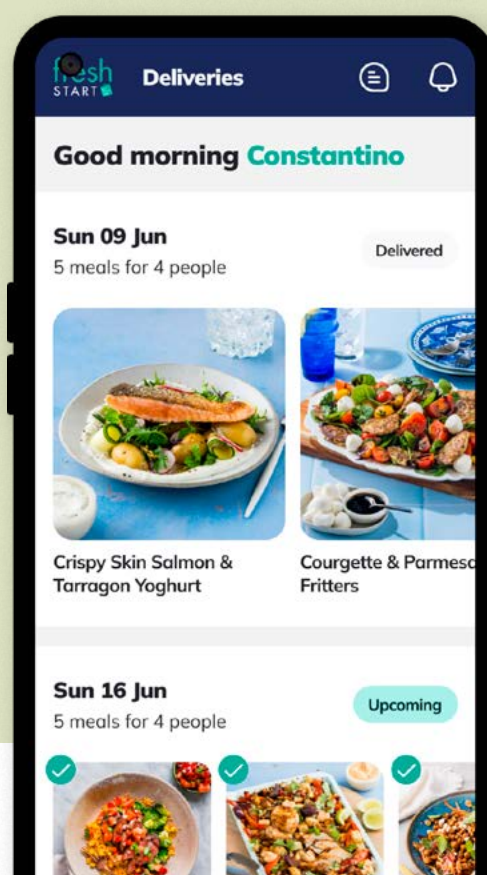 fresh
START
Deliveries
Good morning Constantino
Sun 09 Jun
5 meals for 4 people
Delivered
Crispy Skin Salmon &
Tarragon Yoghurt
Courgette & Parmesa
Fritters
Sun 16 Jun
5 meals for 4 people
Upcoming